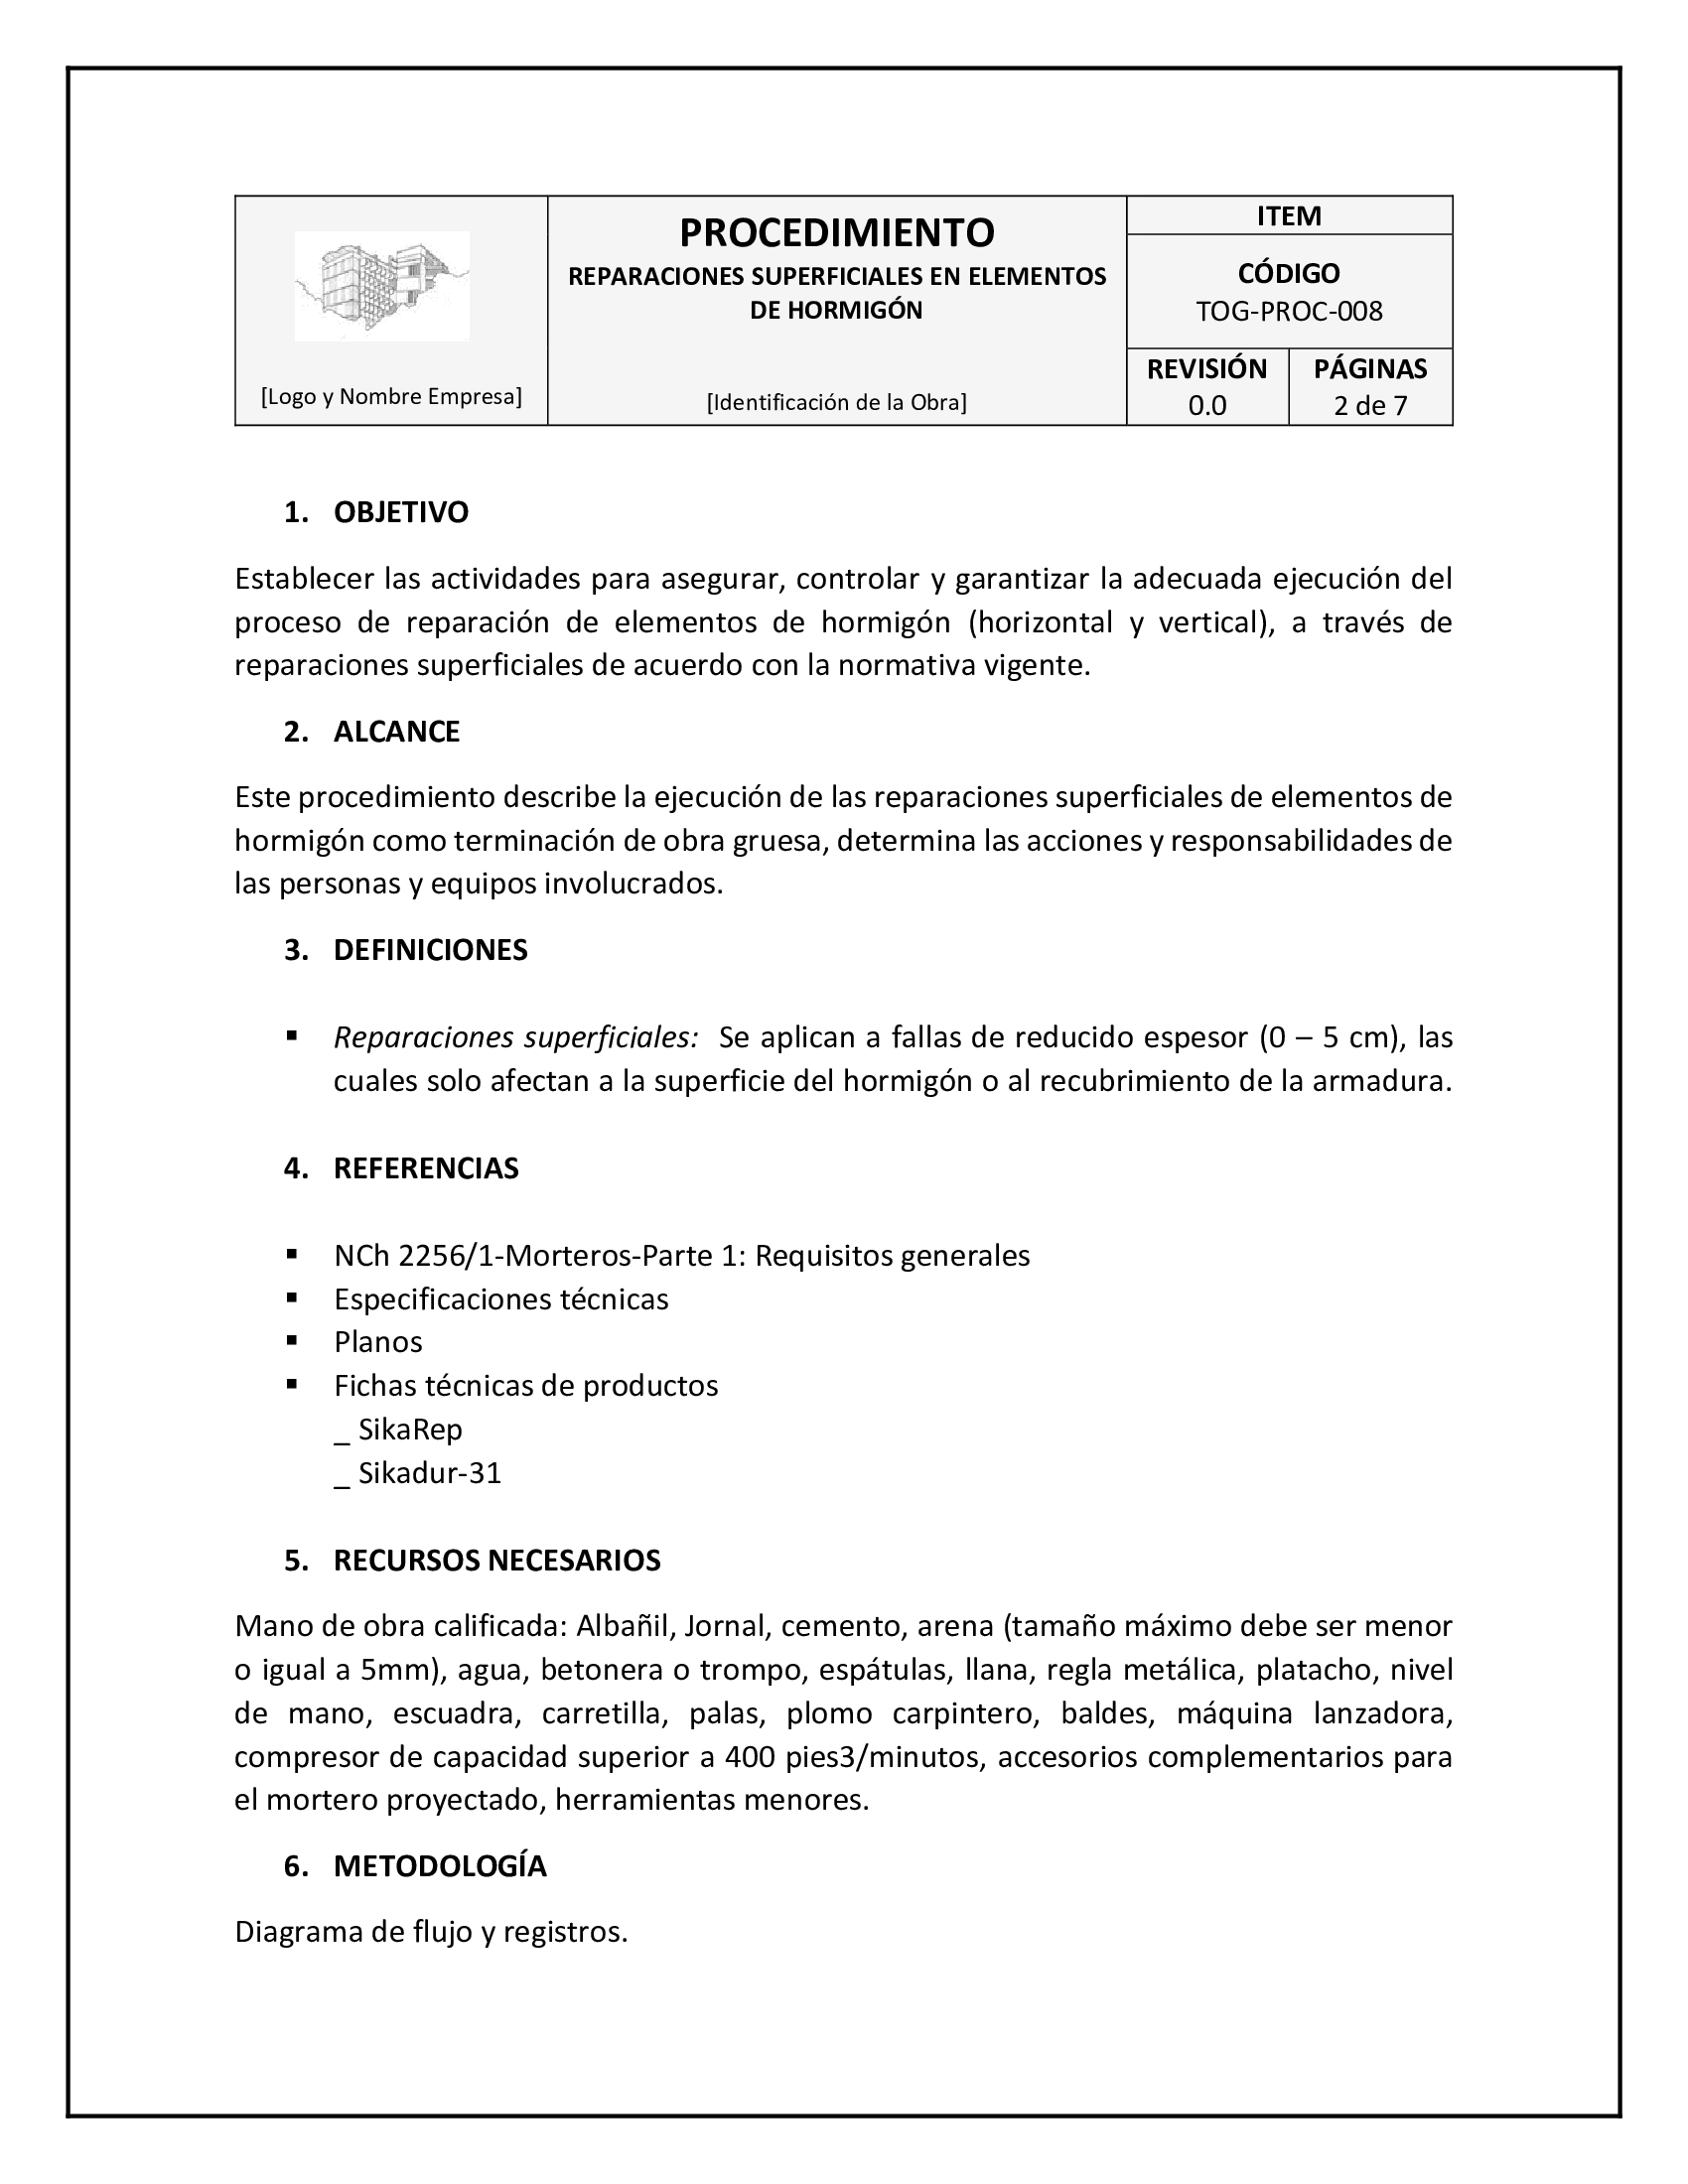 [Logo y Nombre Empresa]
PROCEDIMIENTO
REPARACIONES SUPERFICIALES EN ELEMENTOS
DE HORMIGÓN
[Identificación de la Obra]
ITEM
CÓDIGO
TOG-PROC-008
REVISIÓN
0.0
PÁGINAS
2 de 7
1. OBJETIVO
Establecer las actividades para asegurar, controlar y garantizar la adecuada ejecución del
proceso de reparación de elementos de hormigón (horizontal y vertical), a través de
reparaciones superficiales de acuerdo con la normativa vigente.
2. ALCANCE
Este procedimiento describe la ejecución de las reparaciones superficiales de elementos de
hormigón como terminación de obra gruesa, determina las acciones y responsabilidades de
las personas y equipos involucrados.
3. DEFINICIONES
▪ Reparaciones superficiales: Se aplican a fallas de reducido espesor (0 – 5 cm), las
cuales solo afectan a la superficie del hormigón o al recubrimiento de la armadura.
4. REFERENCIAS
▪ NCh 2256/1-Morteros-Parte 1: Requisitos generales
▪ Especificaciones técnicas
▪ Planos
▪ Fichas técnicas de productos
_ SikaRep
_ Sikadur-31
5. RECURSOS NECESARIOS
Mano de obra calificada: Albañil, Jornal, cemento, arena (tamaño máximo debe ser menor
o igual a 5mm), agua, betonera o trompo, espátulas, llana, regla metálica, platacho, nivel
de mano, escuadra, carretilla, palas, plomo carpintero, baldes, máquina lanzadora,
compresor de capacidad superior a 400 pies3/minutos, accesorios complementarios para
el mortero proyectado, herramientas menores.
6. METODOLOGÍA
Diagrama de flujo y registros.